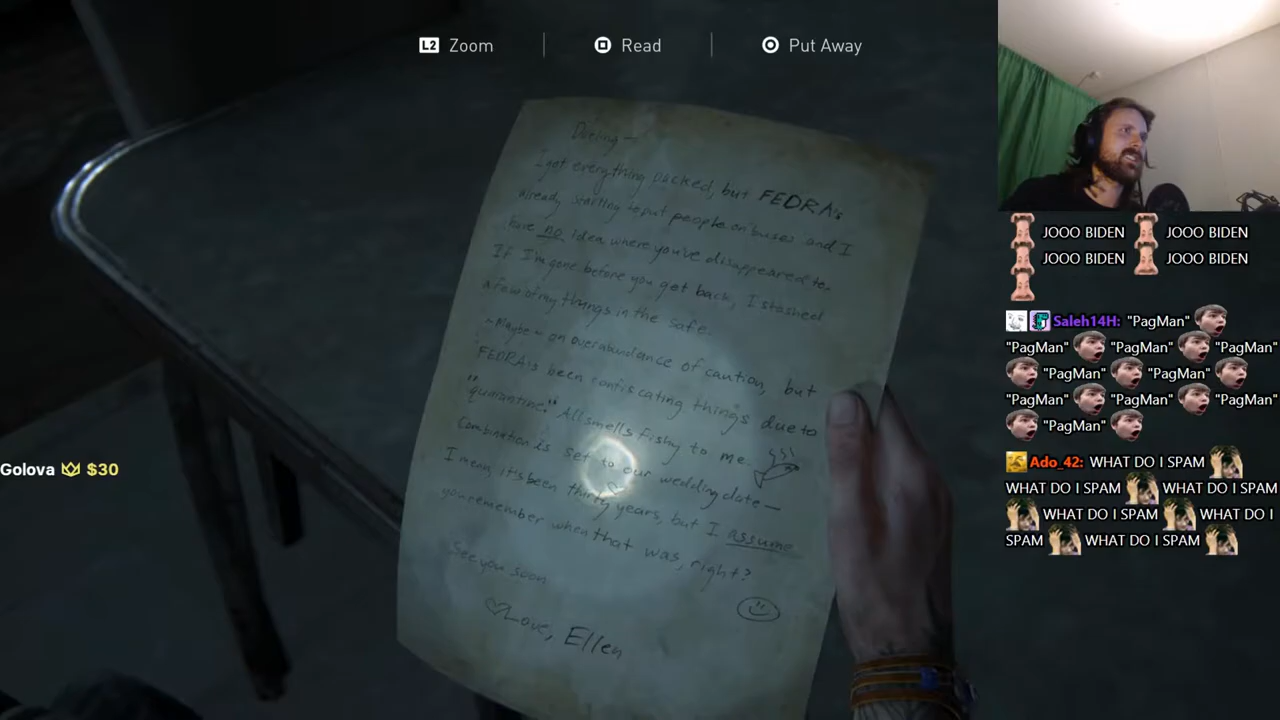 L2 Zoom
Read
Put Away
Darling —
I got everything packed, but FEDRA's
already starting to put people on buses and I
have no idea where you've disappeared to.
If I'm gone before you get back, I stashed
a few of my things in the safe.
~Maybe~ an overabundance of caution, but
FEDRA's been confiscating things due to
"quarantine." All smells fishy to me.
Combination is set to our wedding date—
I mean, it's been thirty years, but I assume
you remember when that was, right?
See you soon
Love, Ellen
Golova $30
JOOO BIDEN JOOO BIDEN
JOOO BIDEN JOOO BIDEN
Saleh14H: "PagMan"
"PagMan" "PagMan" "PagMan"
"PagMan" "PagMan"
"PagMan" "PagMan" "PagMan"
"PagMan"
Ado_42: WHAT DO I SPAM
WHAT DO I SPAM WHAT DO I SPAM
WHAT DO I SPAM WHAT DO I
SPAM WHAT DO I SPAM